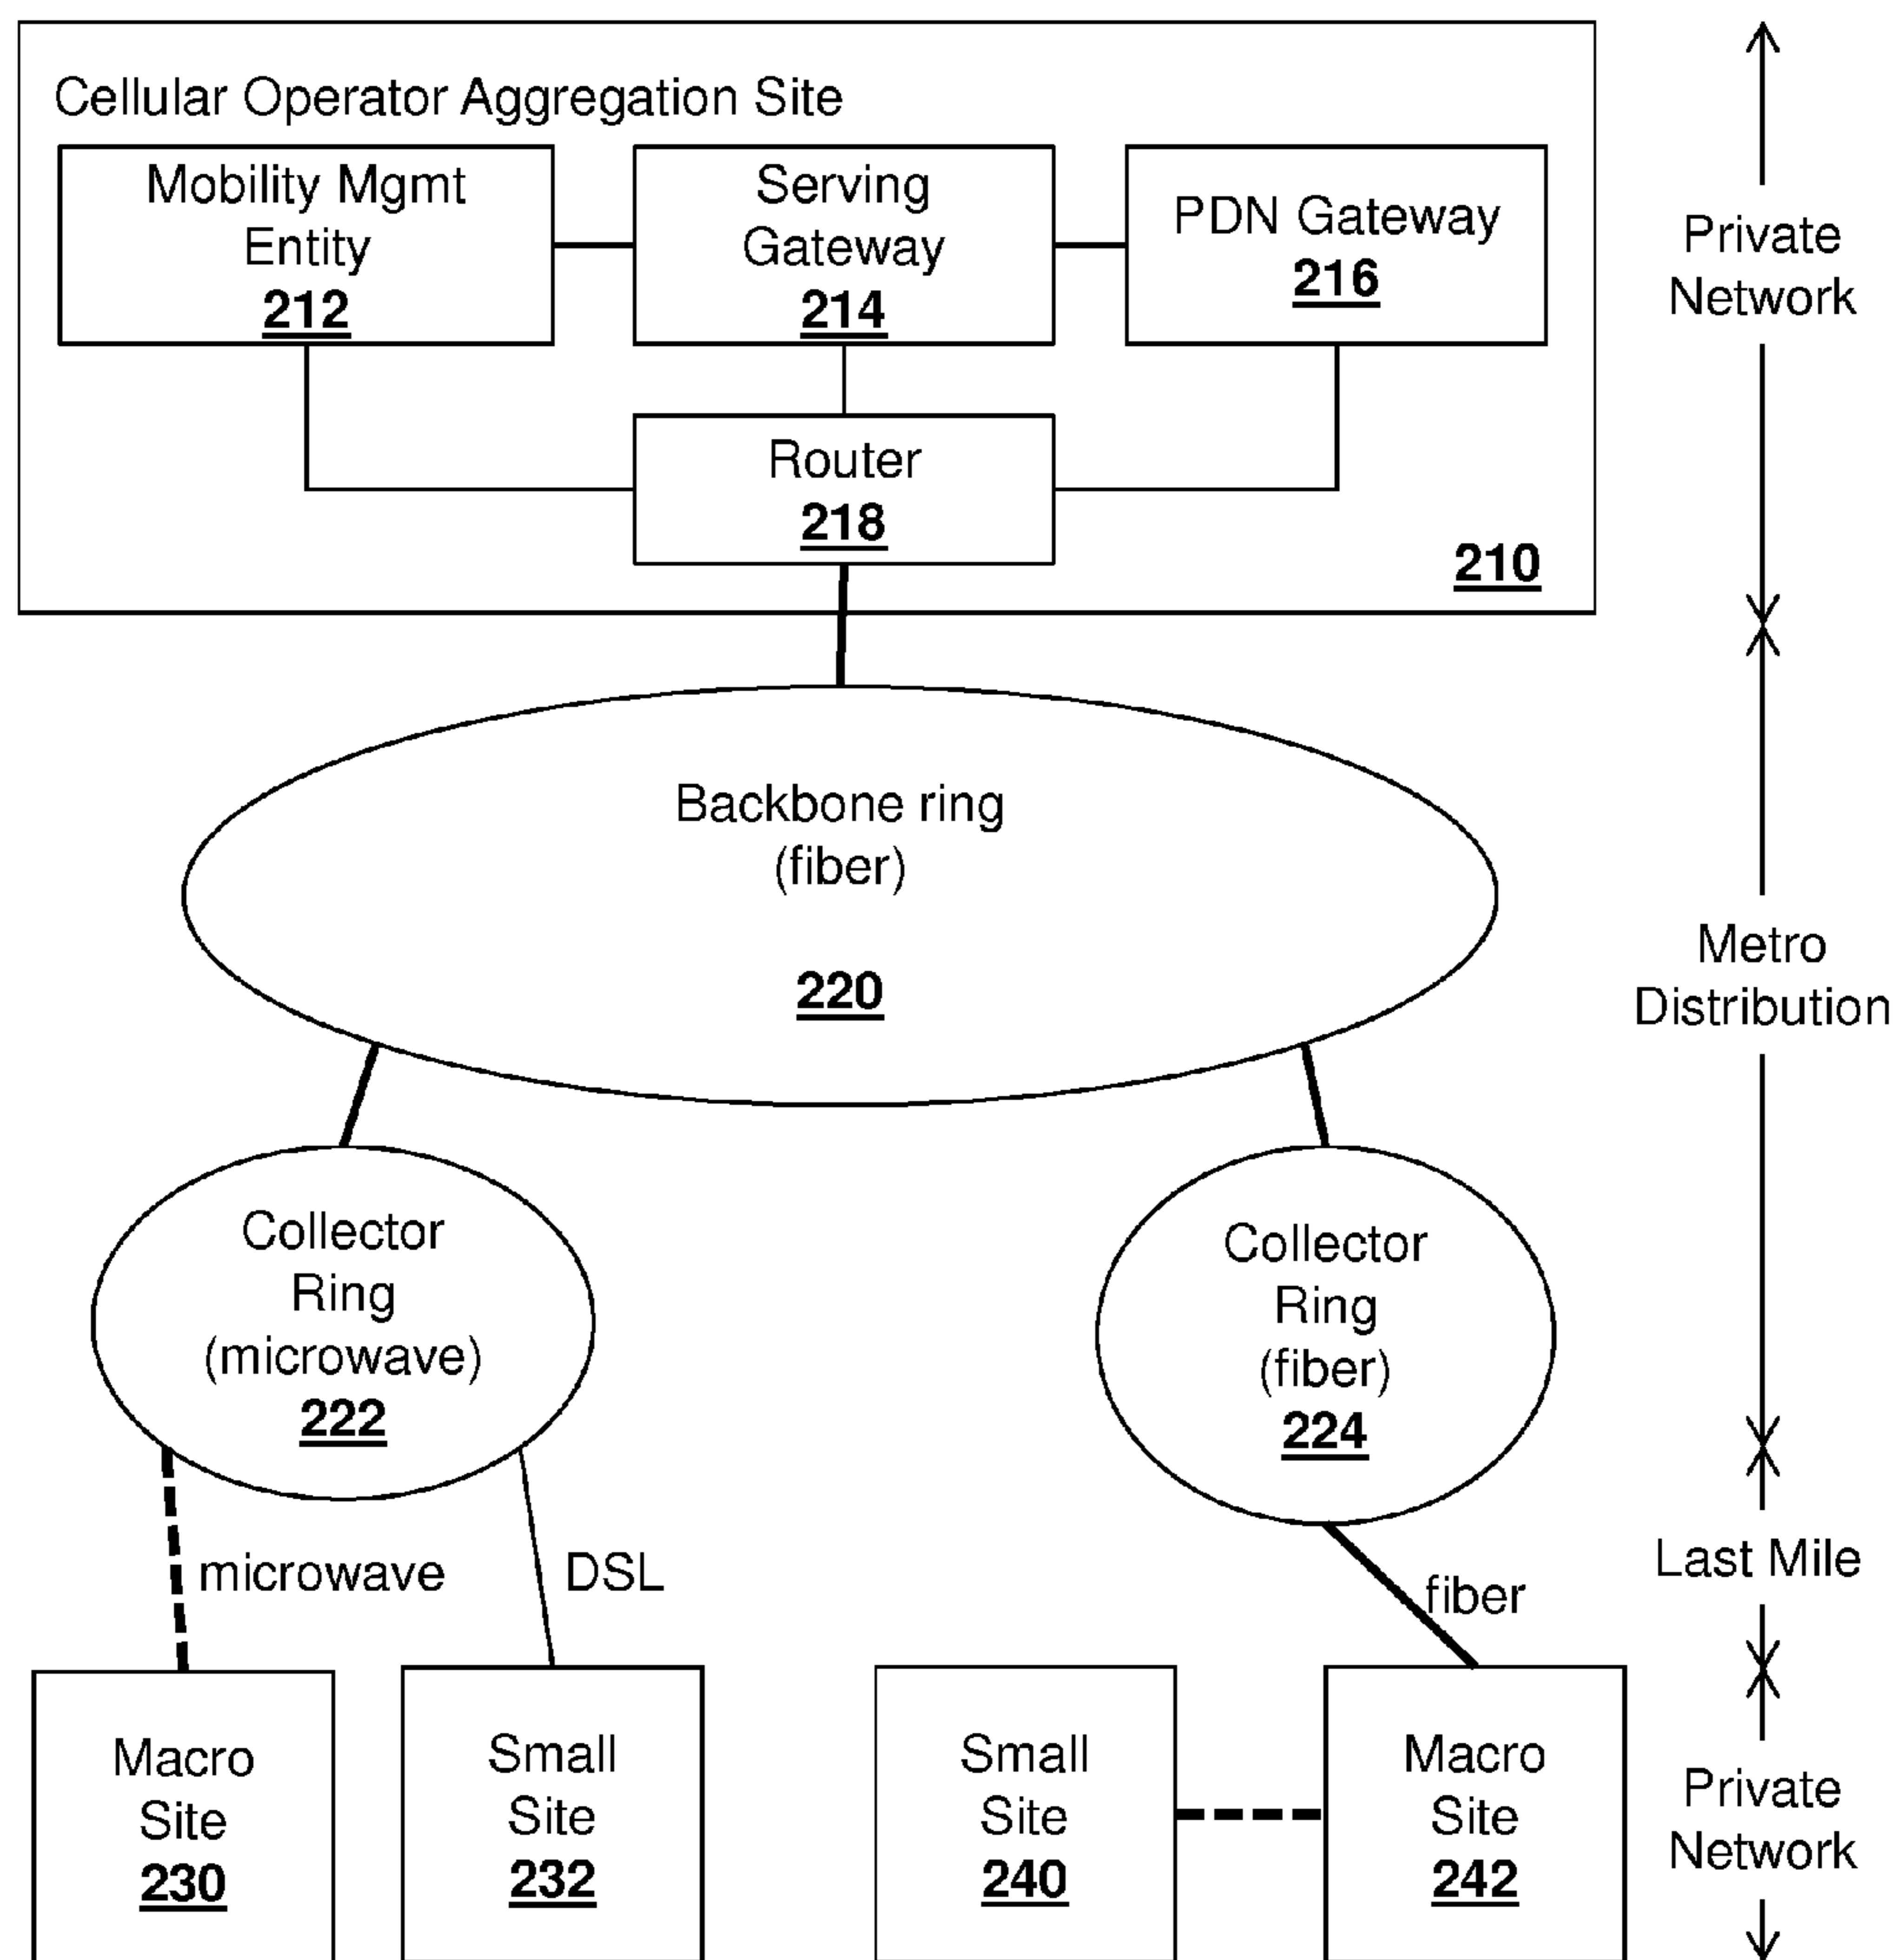 Cellular Operator Aggregation Site
Mobility Mgmt
Entity
212
Serving
Gateway
214
PDN Gateway
216
Router
218
210
Private
Network
Backbone ring
(fiber)
220
Metro
Distribution
Collector
Ring
(microwave)
222
Collector
Ring
(fiber)
224
microwave
DSL
fiber
Last Mile
Macro
Site
230
Small
Site
232
Small
Site
240
Macro
Site
242
Private
Network